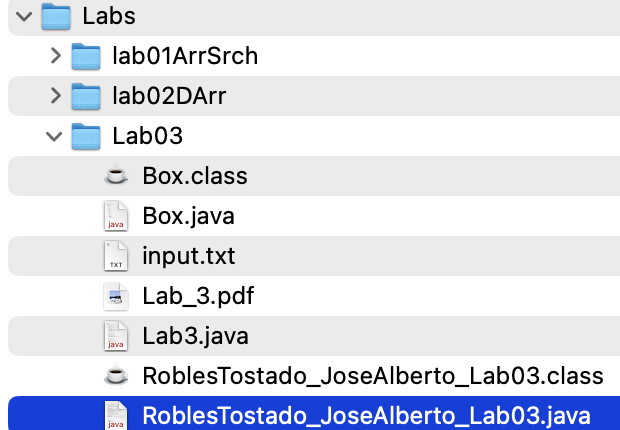 Labs
lab01ArrSrch
lab02DArr
Lab03
Box.class
java Box.java
TXT input.txt
Lab_3.pdf
java Lab3.java
RoblesTostado_JoseAlberto_Lab03.class
java RoblesTostado_JoseAlberto_Lab03.java